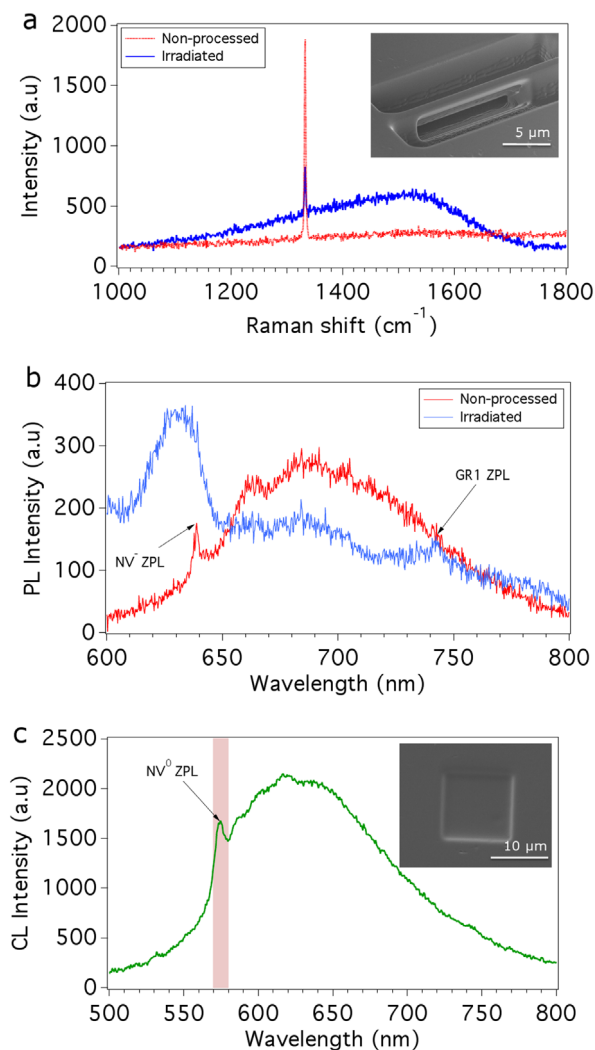 a
2000
1500
1000
500
0
Intensity (a.u)
Non-processed
Irradiated
5 µm
1000 1200 1400 1600 1800
Raman shift (cm⁻¹)
b
400
300
200
100
0
PL Intensity (a.u)
Non-processed
Irradiated
GR1 ZPL
NV⁻ ZPL
600 650 700 750 800
Wavelength (nm)
c
2500
2000
1500
1000
500
0
CL Intensity (a.u)
NV⁰ ZPL
10 µm
500 550 600 650 700 750 800
Wavelength (nm)